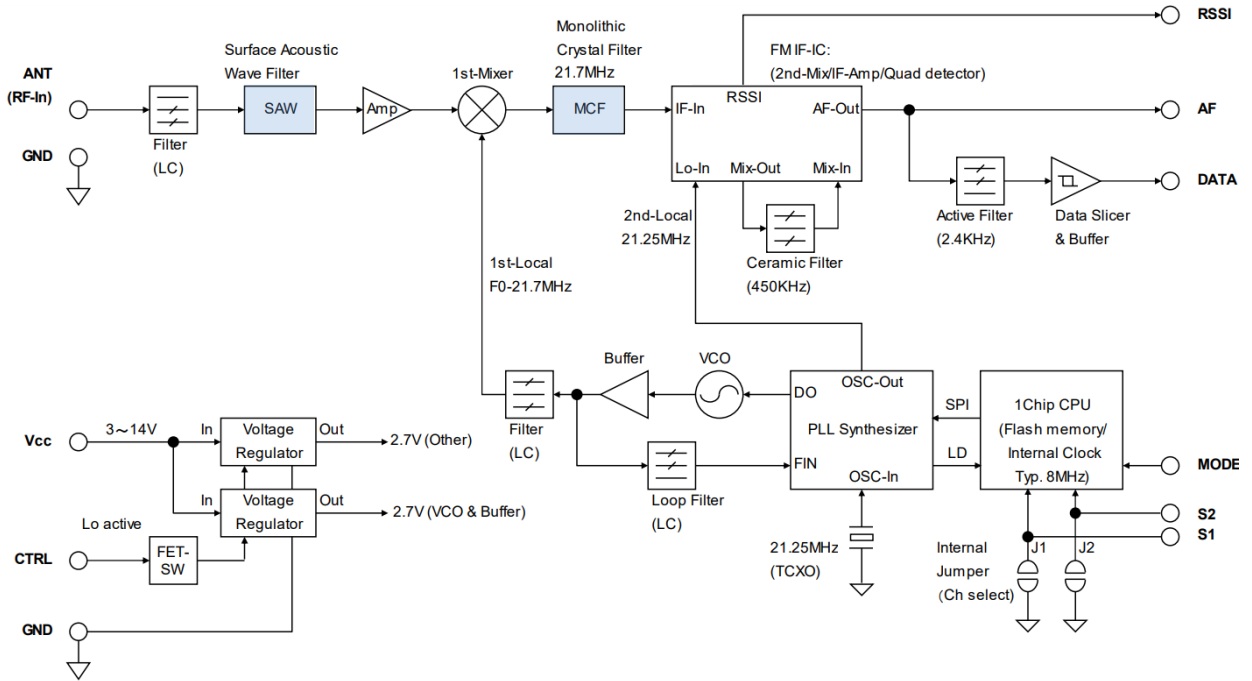 RSSI
Monolithic
Crystal Filter
21.7MHz
FM IF-IC:
(2nd-Mix/IF-Amp/Quad detector)
Surface Acoustic
Wave Filter
1st-Mixer
ANT
(RF-In)
SAW
Amp
MCF
RSSI
IF-In
AF-Out
AF
Filter
(LC)
GND
Lo-In
Mix-Out
Mix-In
DATA
2nd-Local
21.25MHz
Active Filter
(2.4KHz)
Data Slicer
& Buffer
Ceramic Filter
(450KHz)
1st-Local
F0-21.7MHz
Buffer
VCO
DO
OSC-Out
PLL Synthesizer
FIN
OSC-In
SPI
LD
1Chip CPU
(Flash memory/
Internal Clock
Typ. 8MHz)
MODE
S2
S1
Filter
(LC)
Loop Filter
(LC)
Vcc
3～14V
In
Voltage
Regulator
Out
2.7V (Other)
In
Voltage
Regulator
Out
2.7V (VCO & Buffer)
Lo active
CTRL
FET-
SW
GND
21.25MHz
(TCXO)
Internal
Jumper
(Ch select)
J1
J2